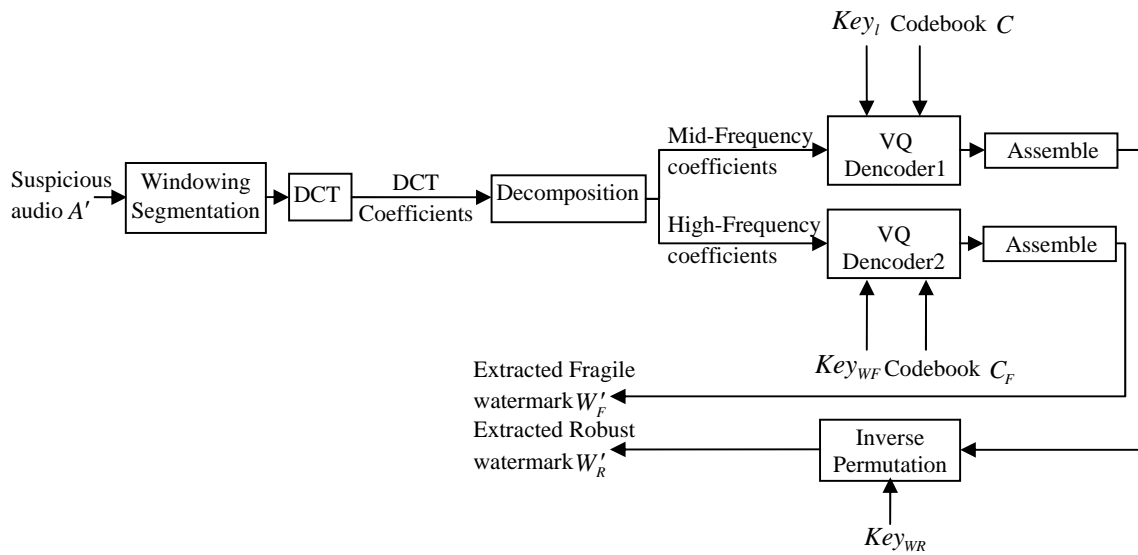 Key_l Codebook C
Mid-Frequency
coefficients
VQ
Dencoder1
Assemble
Suspicious
audio A′
Windowing
Segmentation
DCT
DCT
Coefficients
Decomposition
High-Frequency
coefficients
VQ
Dencoder2
Assemble
Key_WF Codebook C_F
Extracted Fragile
watermark W′_F
Extracted Robust
watermark W′_R
Inverse
Permutation
Key_WR